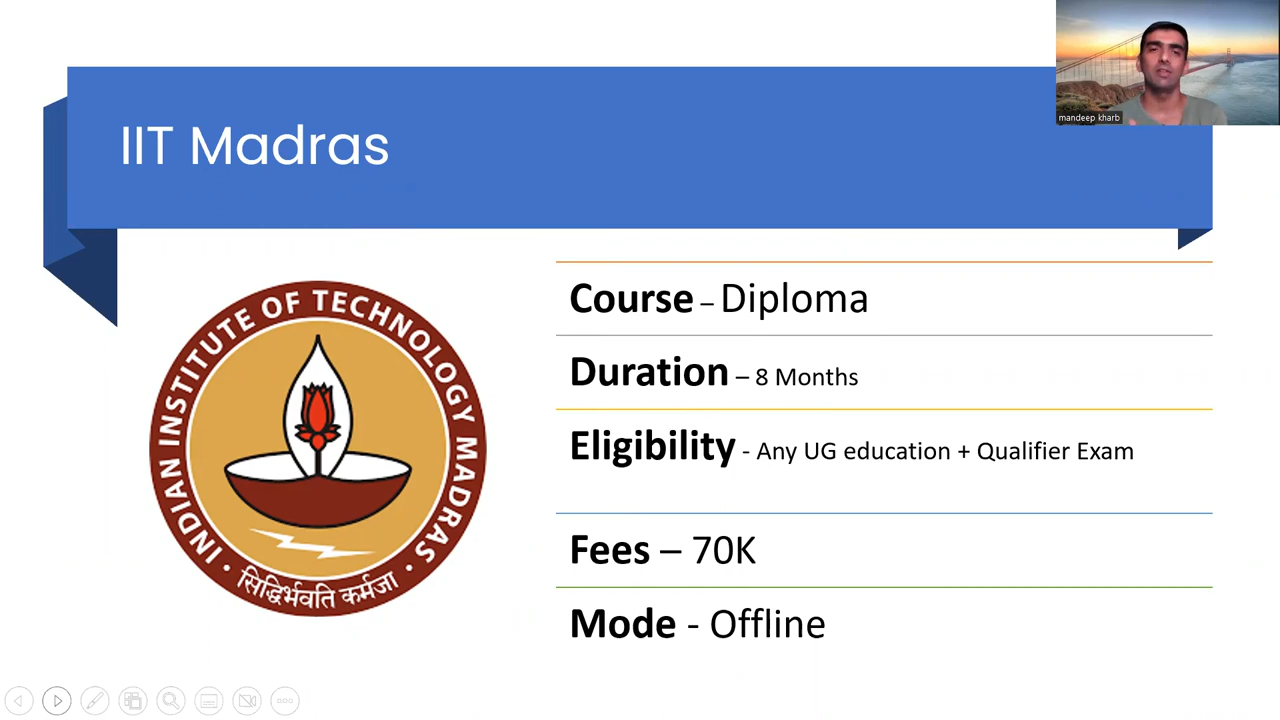 IIT Madras
mandeep kharb
INDIAN INSTITUTE OF TECHNOLOGY MADRAS
सिद्धिर्भवति कर्मजा
Course – Diploma
Duration – 8 Months
Eligibility - Any UG education + Qualifier Exam
Fees – 70K
Mode - Offline